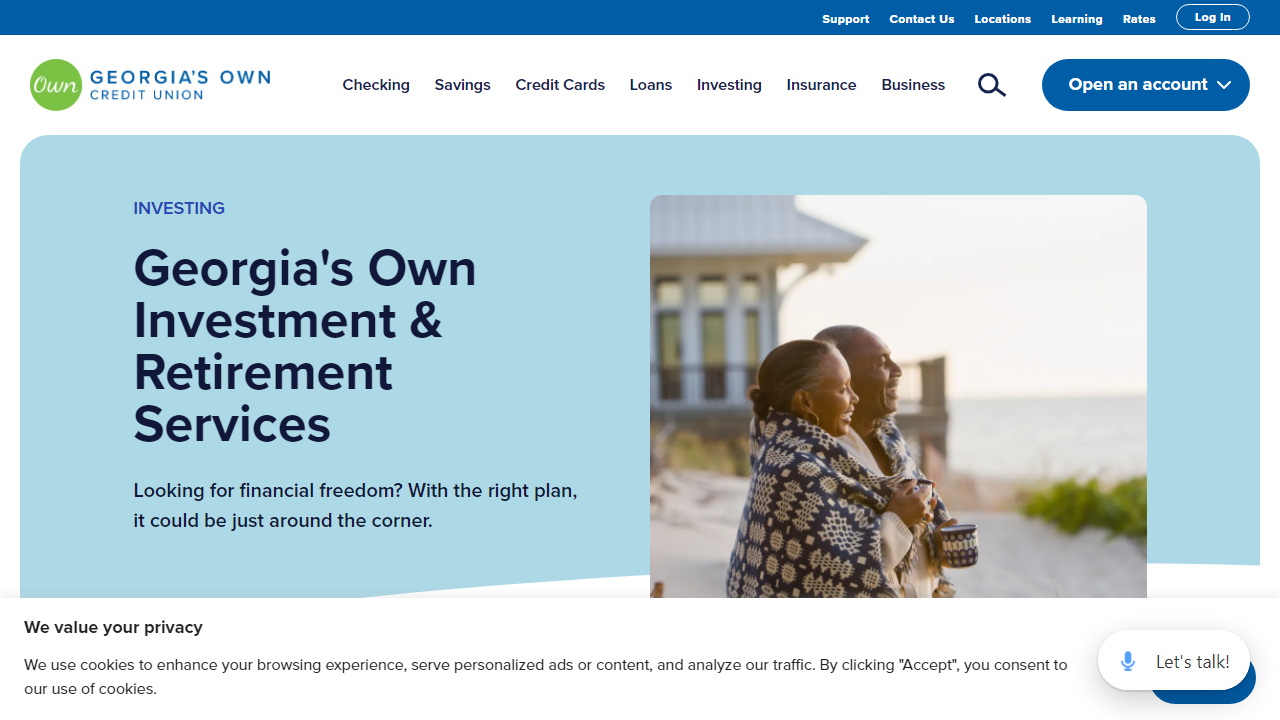 Support Contact Us Locations Learning Rates Log In
Own GEORGIA'S OWN
CREDIT UNION
Checking Savings Credit Cards Loans Investing Insurance Business Open an account
INVESTING
Georgia's Own
Investment &
Retirement
Services
Looking for financial freedom? With the right plan,
it could be just around the corner.
We value your privacy
We use cookies to enhance your browsing experience, serve personalized ads or content, and analyze our traffic. By clicking "Accept", you consent to
our use of cookies.
Let's talk!